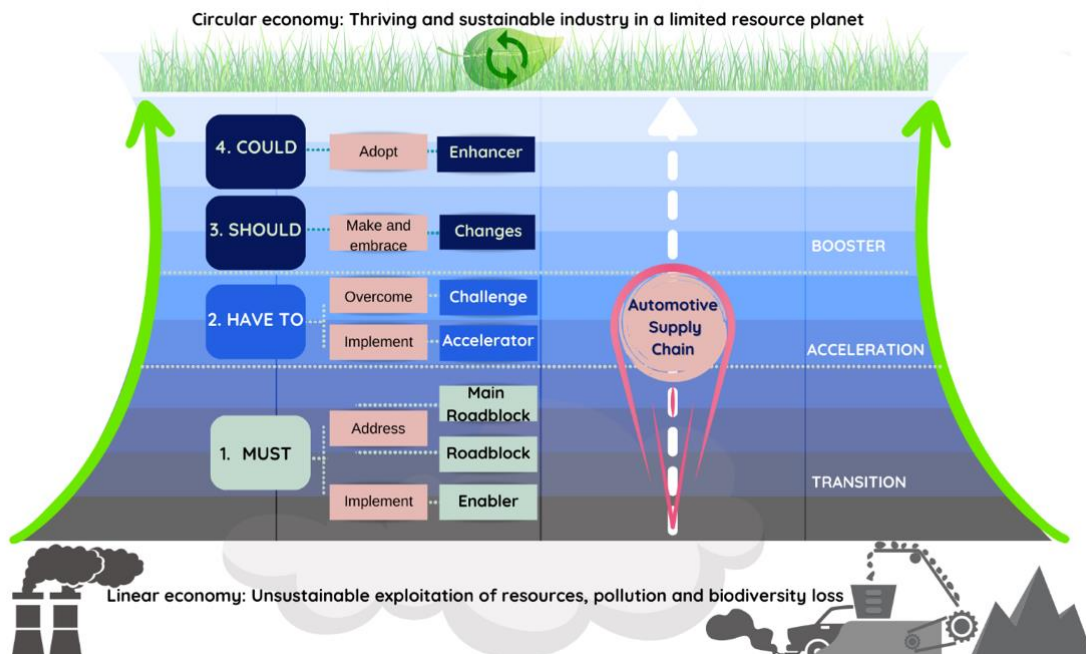 Circular economy: Thriving and sustainable industry in a limited resource planet
4. COULD
Adopt
Enhancer
3. SHOULD
Make and
embrace
Changes
BOOSTER
2. HAVE TO
Overcome
Challenge
Implement
Accelerator
Automotive
Supply
Chain
ACCELERATION
1. MUST
Address
Main
Roadblock
Roadblock
Implement
Enabler
TRANSITION
Linear economy: Unsustainable exploitation of resources, pollution and biodiversity loss